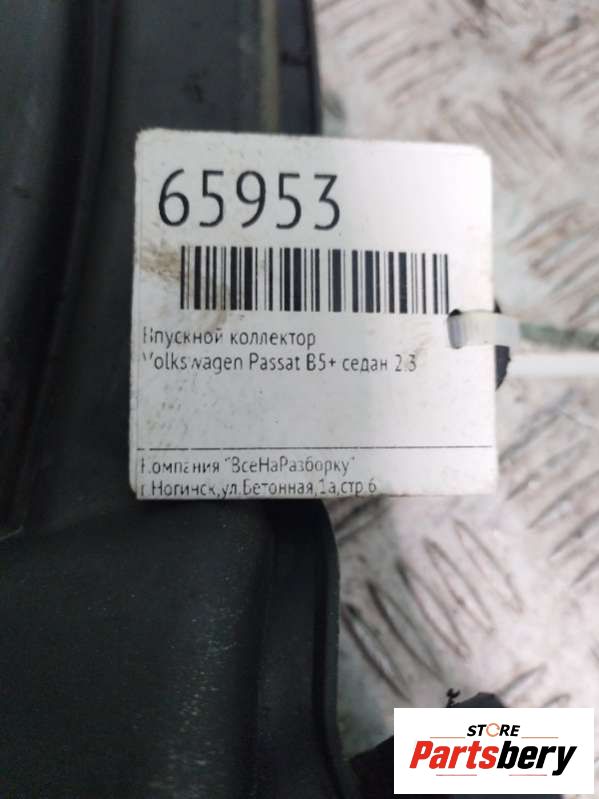 65953
Впускной коллектор
Volkswagen Passat B5+ седан 2.3
Компания "ВсеНаРазборку"
г.Ногинск,ул.Бетонная,1а,стр.6
STORE
Partsbery